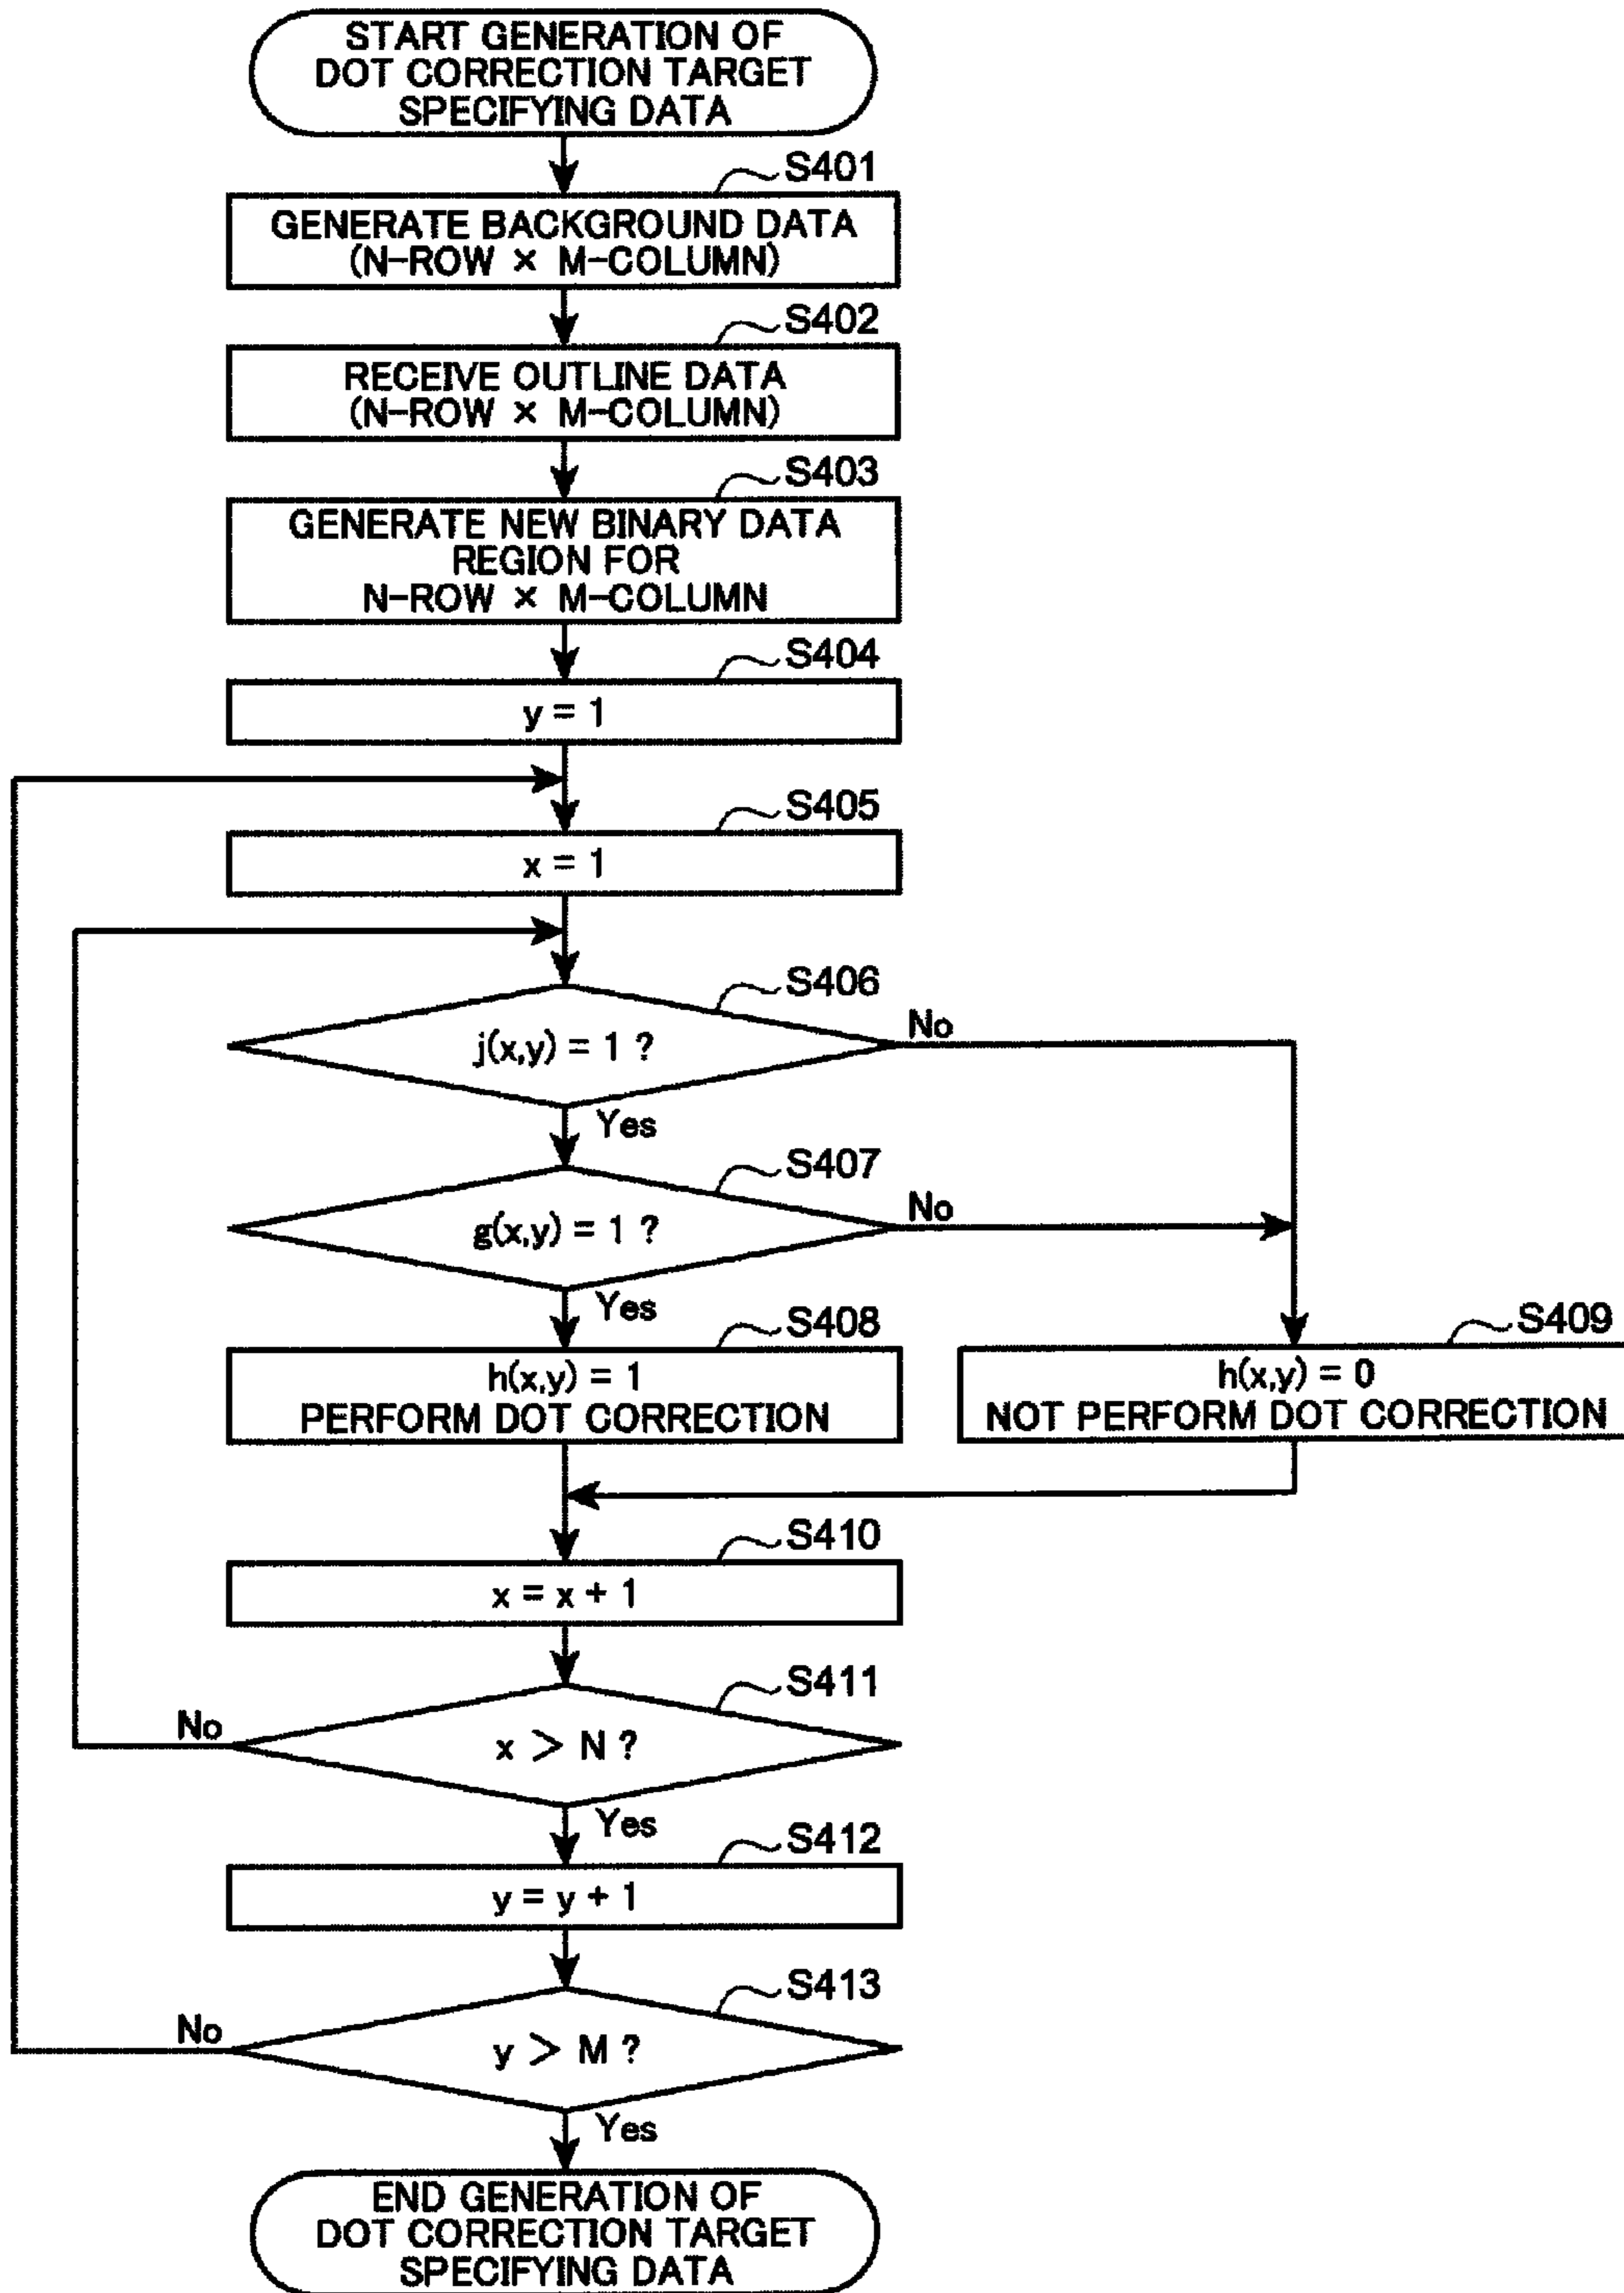 START GENERATION OF
DOT CORRECTION TARGET
SPECIFYING DATA
S401
GENERATE BACKGROUND DATA
(N-ROW × M-COLUMN)
S402
RECEIVE OUTLINE DATA
(N-ROW × M-COLUMN)
S403
GENERATE NEW BINARY DATA
REGION FOR
N-ROW × M-COLUMN
S404
y = 1
S405
x = 1
S406
j(x,y) = 1 ?
No
Yes
S407
g(x,y) = 1 ?
No
Yes
S408
h(x,y) = 1
PERFORM DOT CORRECTION
S409
h(x,y) = 0
NOT PERFORM DOT CORRECTION
S410
x = x + 1
S411
x > N ?
No
Yes
S412
y = y + 1
S413
y > M ?
No
Yes
END GENERATION OF
DOT CORRECTION TARGET
SPECIFYING DATA